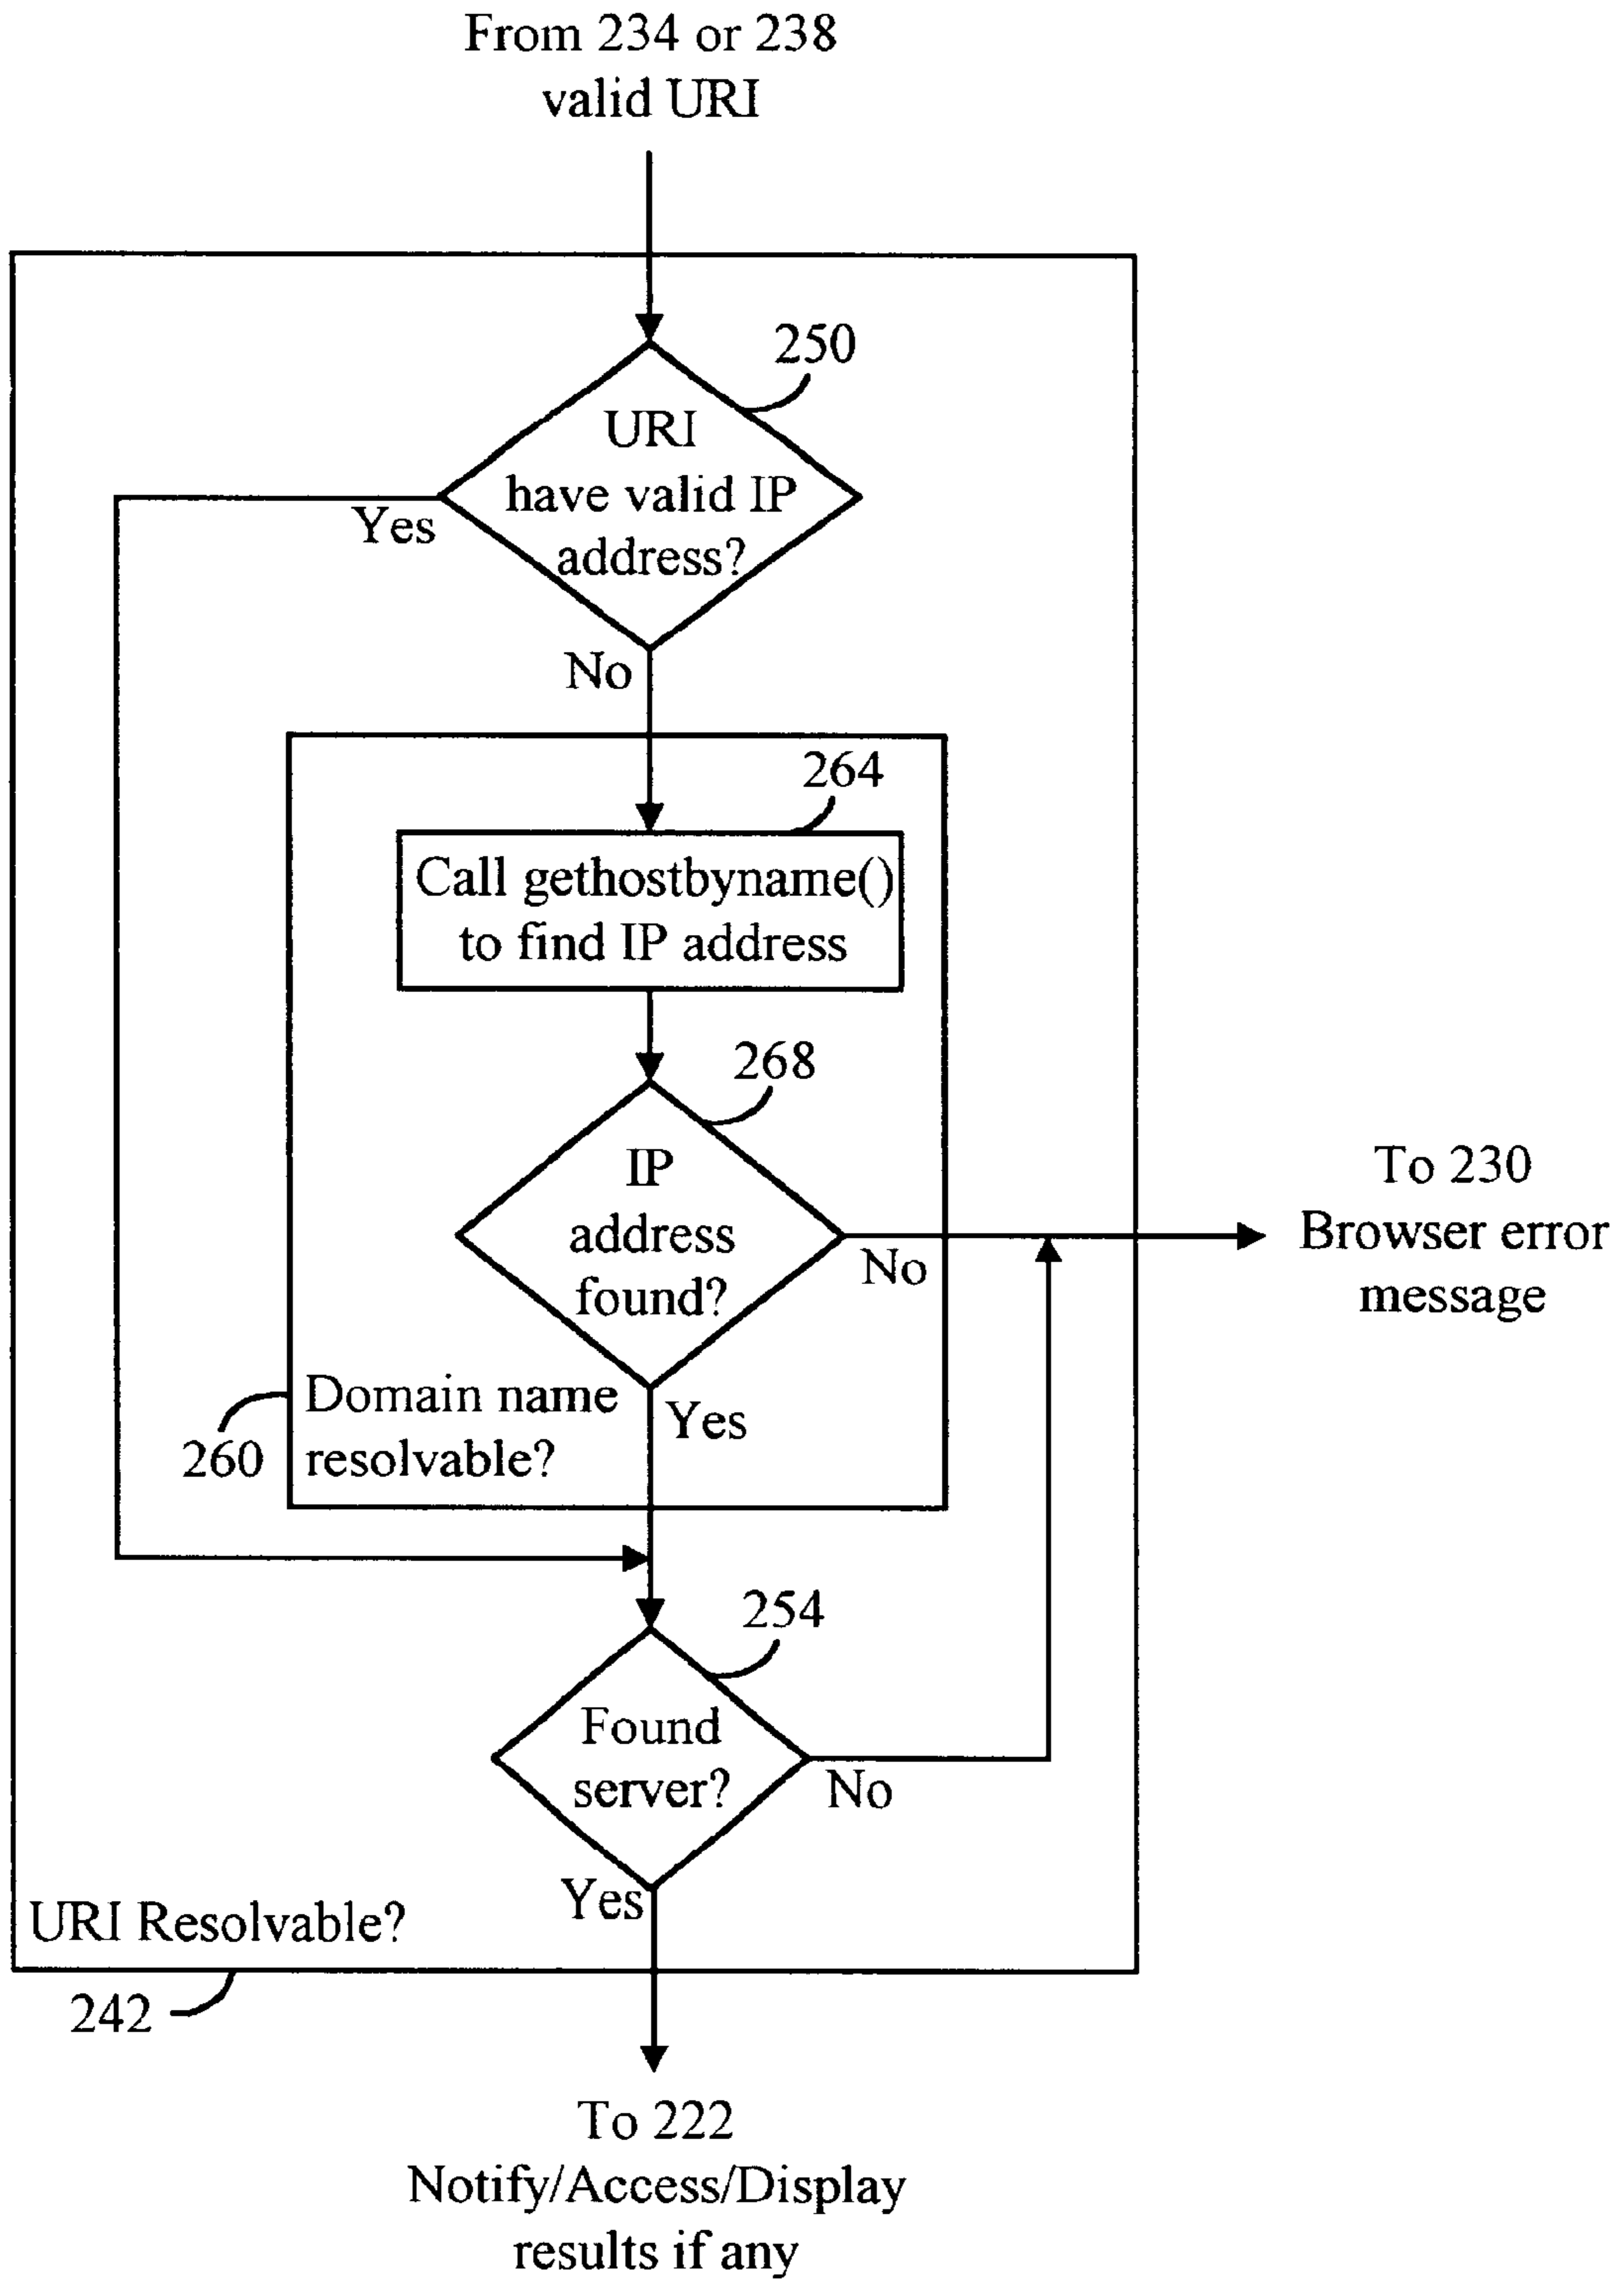 From 234 or 238
valid URI
250
URI
have valid IP
address?
Yes
No
264
Call gethostbyname()
to find IP address
268
IP
address
found?
No
To 230
Browser error
message
Yes
Domain name
resolvable?
260
254
Found
server?
No
Yes
URI Resolvable?
242
To 222
Notify/Access/Display
results if any